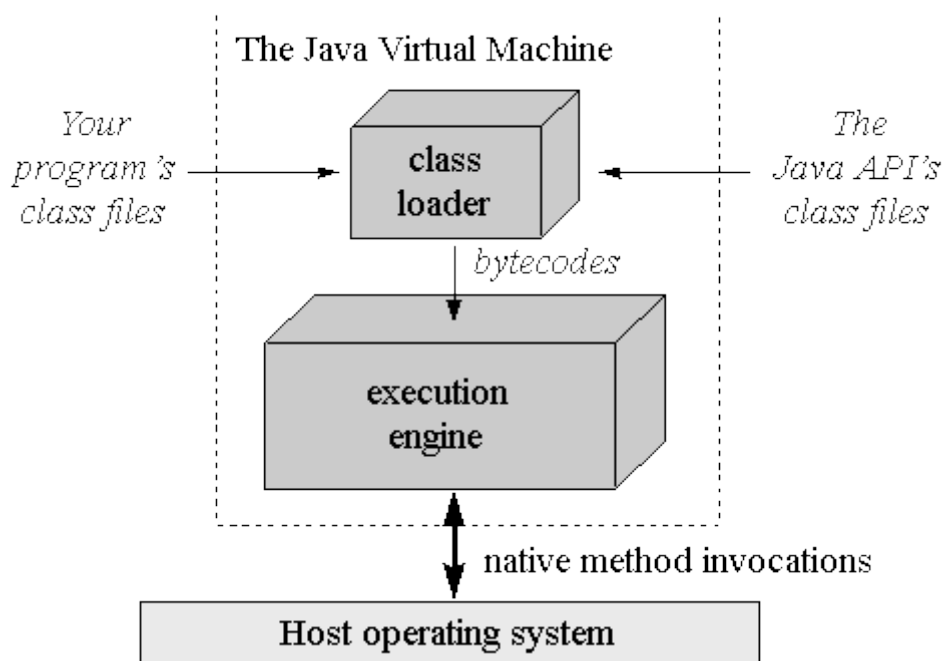 The Java Virtual Machine
Your
program's
class files
class
loader
The
Java API's
class files
bytecodes
execution
engine
native method invocations
Host operating system